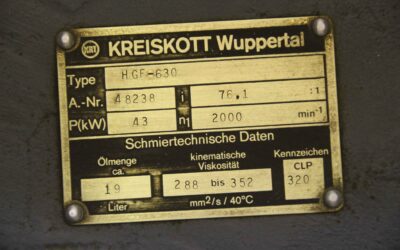 KREISKOTT Wuppertal
Type H.GF-630
A.-Nr. 48238 i 76,1 :1
P(kW) 43 n1 2000 min-1
Schmiertechnische Daten
Ölmenge ca. kinematische Viskosität Kennzeichen
CLP
19 288 bis 352 320
Liter mm2/s / 40°C